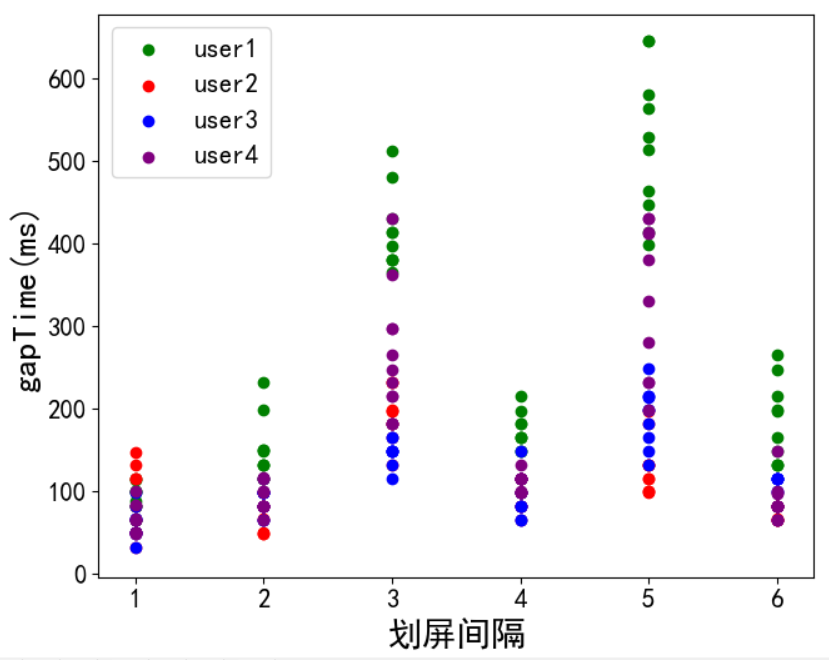 user1
user2
user3
user4
gapTime(ms)
600
500
400
300
200
100
0
1 2 3 4 5 6
划屏间隔